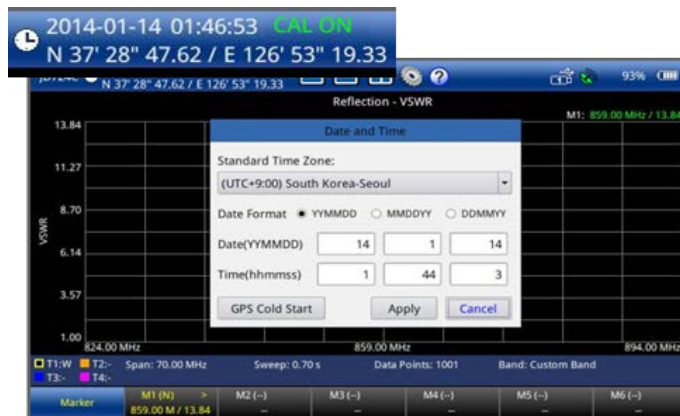 2014-01-14 01:46:53 CAL ON
N 37' 28" 47.62 / E 126' 53" 19.33
N 37' 28" 47.62 / E 126' 53" 19.33
?
93%
Reflection - VSWR
M1: 859.00 MHz / 13.84
Date and Time
Standard Time Zone:
(UTC+9:00) South Korea-Seoul
Date Format YYMMDD MMDDYY DDMMYY
Date(YYMMDD) 14 1 14
Time(hhmmss) 1 44 3
GPS Cold Start Apply Cancel
VSWR
13.84
11.27
8.70
6.14
3.57
1.00
824.00 MHz 859.00 MHz 894.00 MHz
T1:W T2:- Span: 70.00 MHz Sweep: 0.70 s Data Points: 1001 Band: Custom Band
T3:- T4:-
Marker M1 (N) > M2 (--) M3 (--) M4 (--) M5 (--) M6 (--)
859.00 M / 13.84 -- -- -- -- --